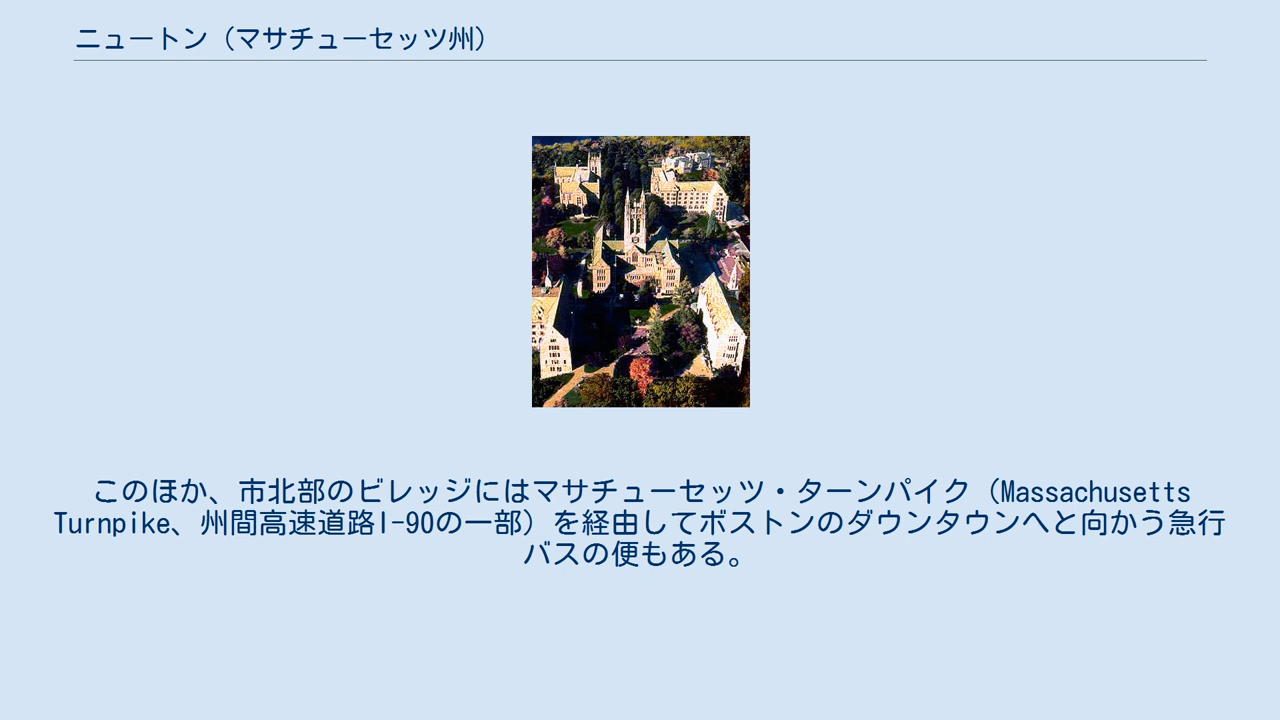 ニュートン（マサチューセッツ州）
このほか、市北部のビレッジにはマサチューセッツ・ターンパイク（Massachusetts
Turnpike、州間高速道路I-90の一部）を経由してボストンのダウンタウンへと向かう急行
バスの便もある。